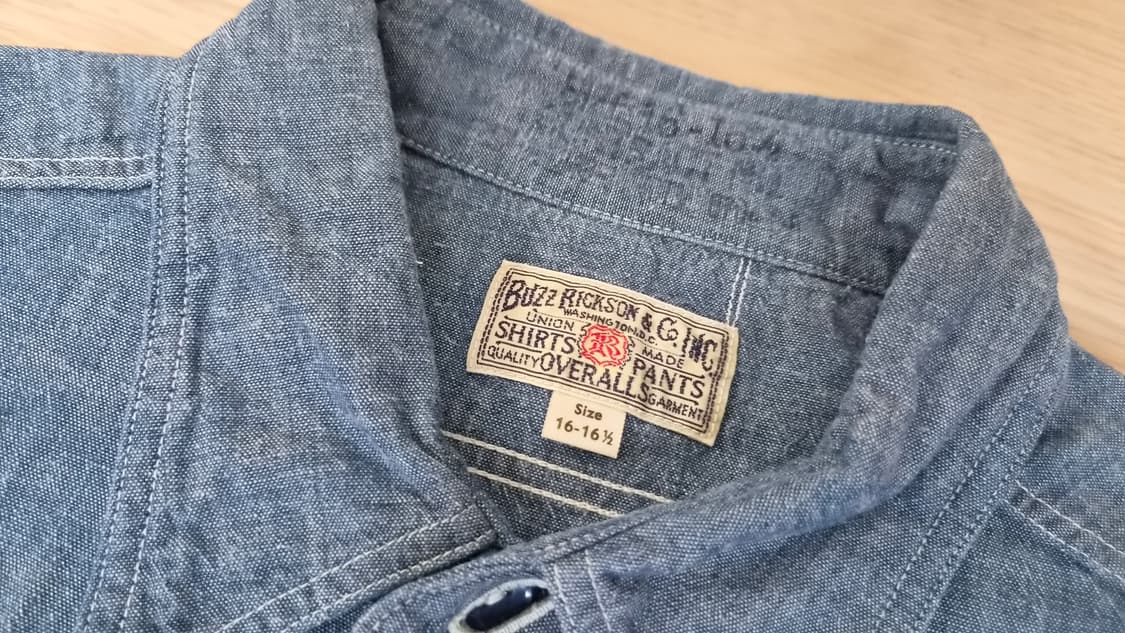 BUZZ RICKSON & CO. INC.
WASHINGTON.D.C.
UNION MADE
SHIRTS PANTS
QUALITY OVERALLS GARMENT
Size
16-16½